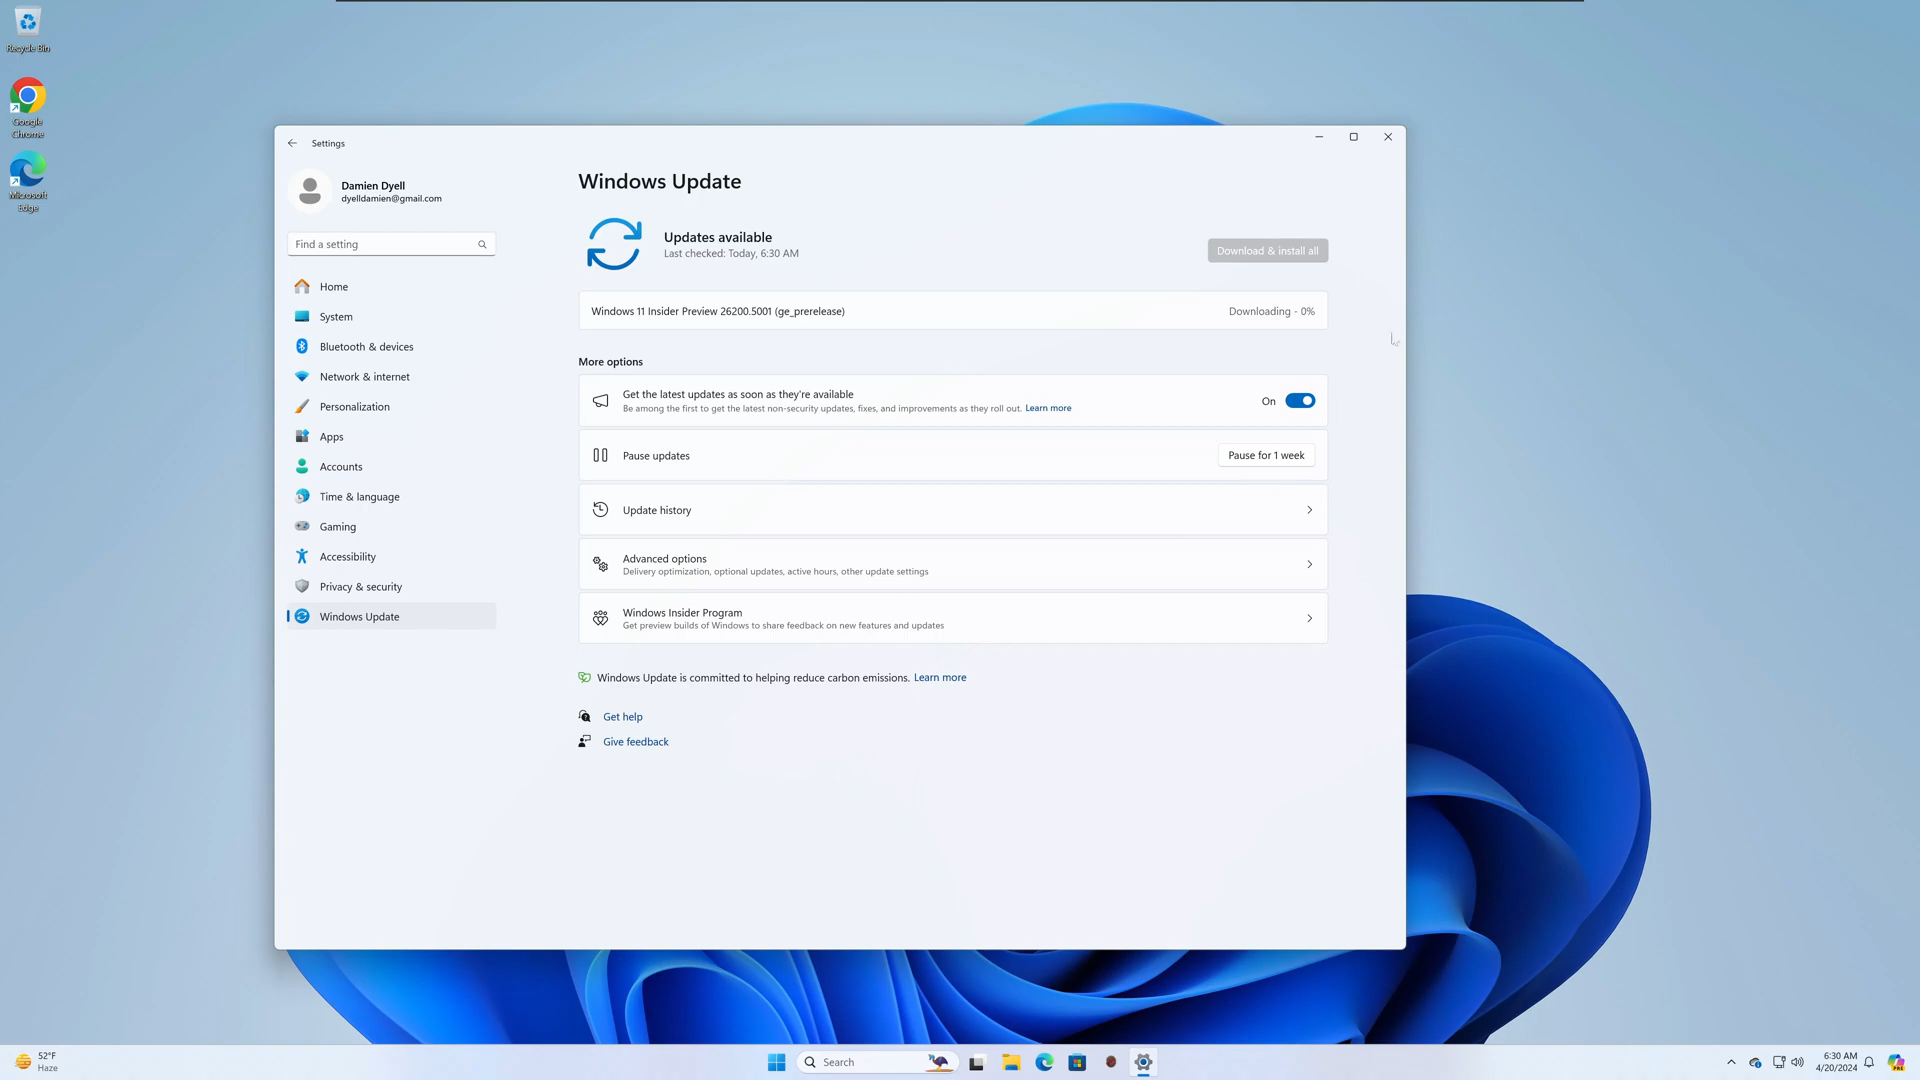 Recycle Bin
Google
Chrome
Microsoft
Edge
Settings
Damien Dyell
dyelldamien@gmail.com
Find a setting
Home
System
Bluetooth & devices
Network & internet
Personalization
Apps
Accounts
Time & language
Gaming
Accessibility
Privacy & security
Windows Update
Windows Update
Updates available
Last checked: Today, 6:30 AM
Download & install all
Windows 11 Insider Preview 26200.5001 (ge_prerelease)
Downloading - 0%
More options
Get the latest updates as soon as they're available
Be among the first to get the latest non-security updates, fixes, and improvements as they roll out. Learn more
On
Pause updates
Pause for 1 week
Update history
Advanced options
Delivery optimization, optional updates, active hours, other update settings
Windows Insider Program
Get preview builds of Windows to share feedback on new features and updates
Windows Update is committed to helping reduce carbon emissions. Learn more
Get help
Give feedback
52°F
Haze
Search
6:30 AM
4/20/2024
PRE